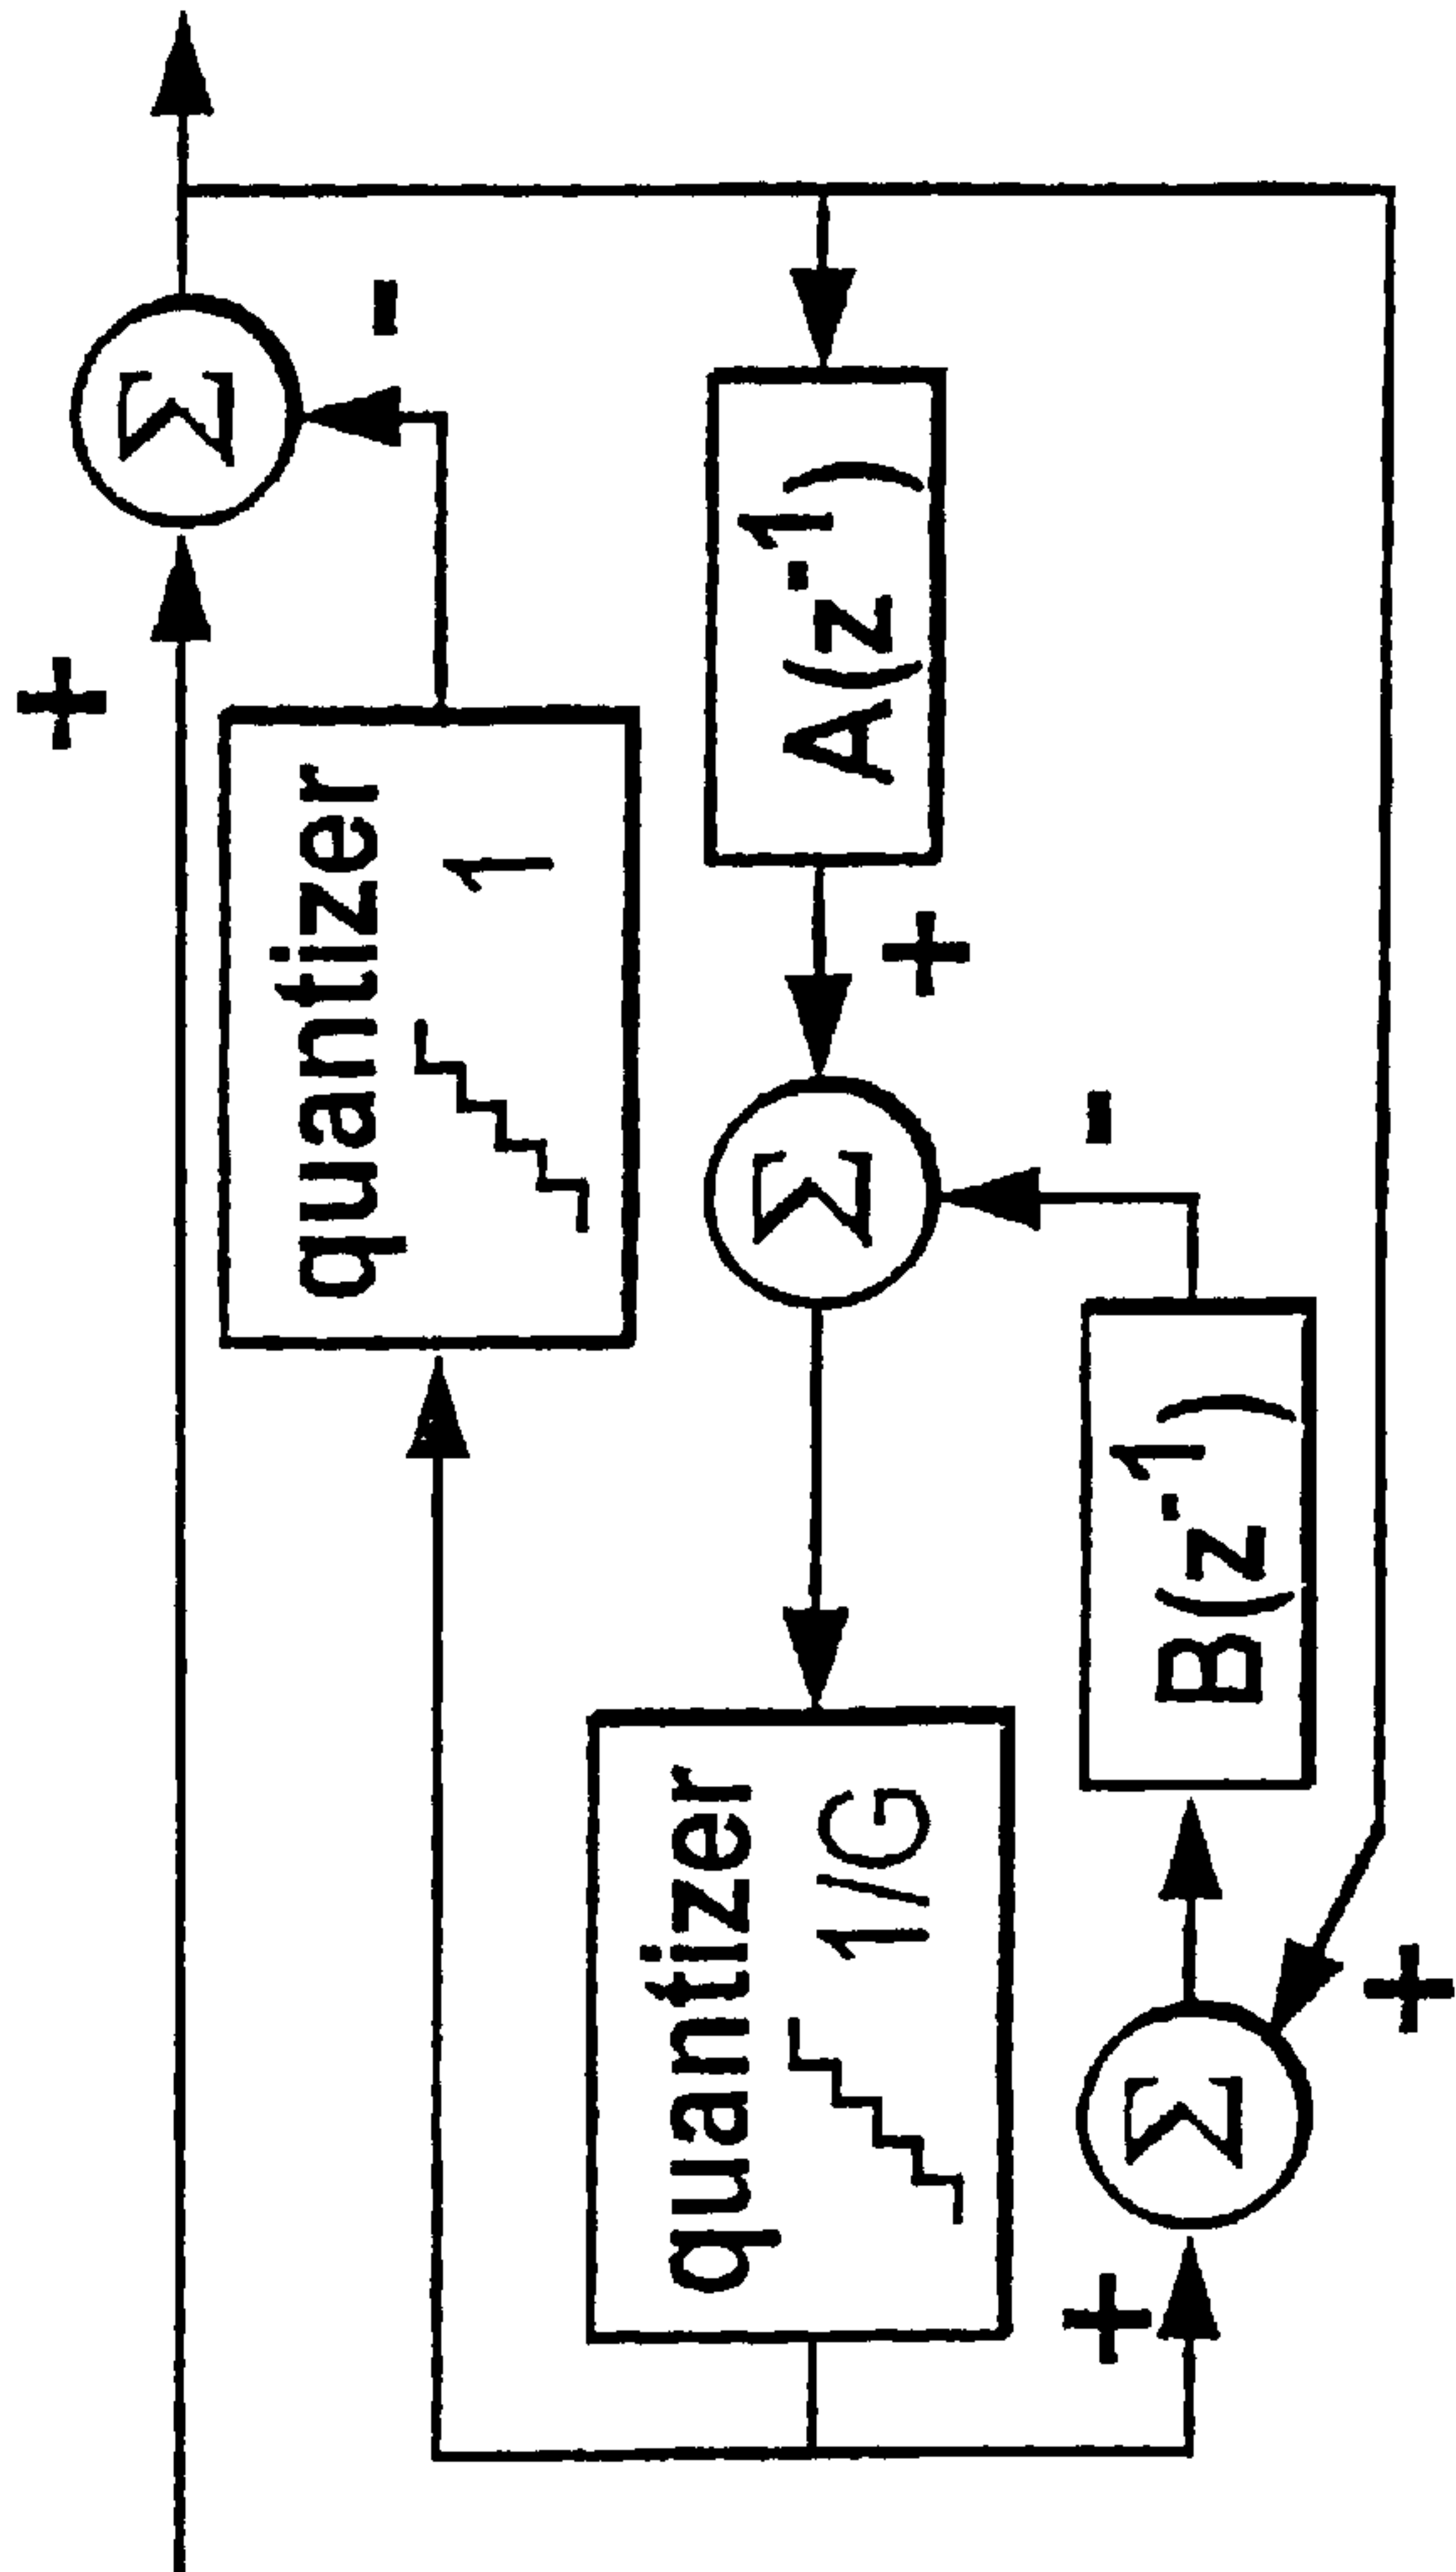 +
Σ
-
quantizer
1
A(z⁻¹)
+
Σ
-
quantizer
1/G
B(z⁻¹)
+
Σ
+